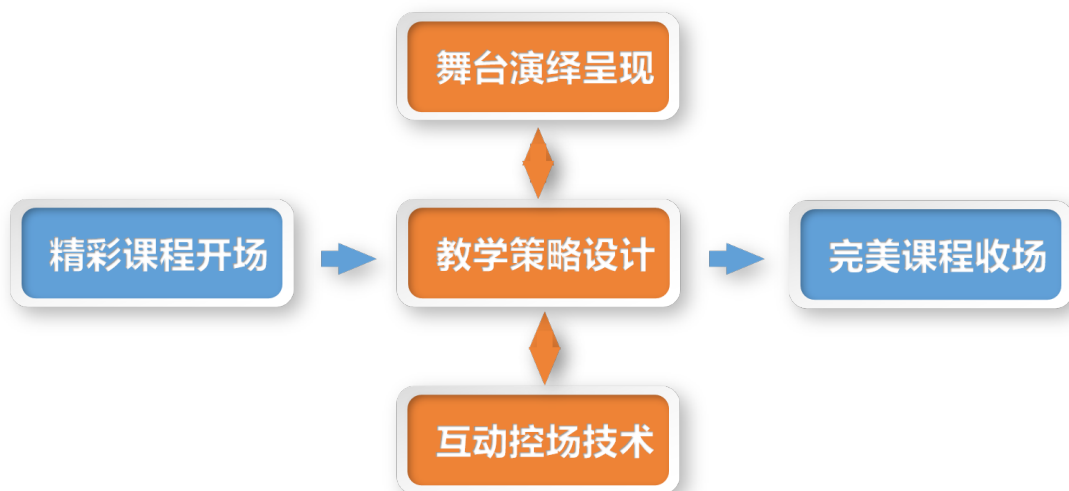 舞台演绎呈现
精彩课程开场
教学策略设计
完美课程收场
互动控场技术